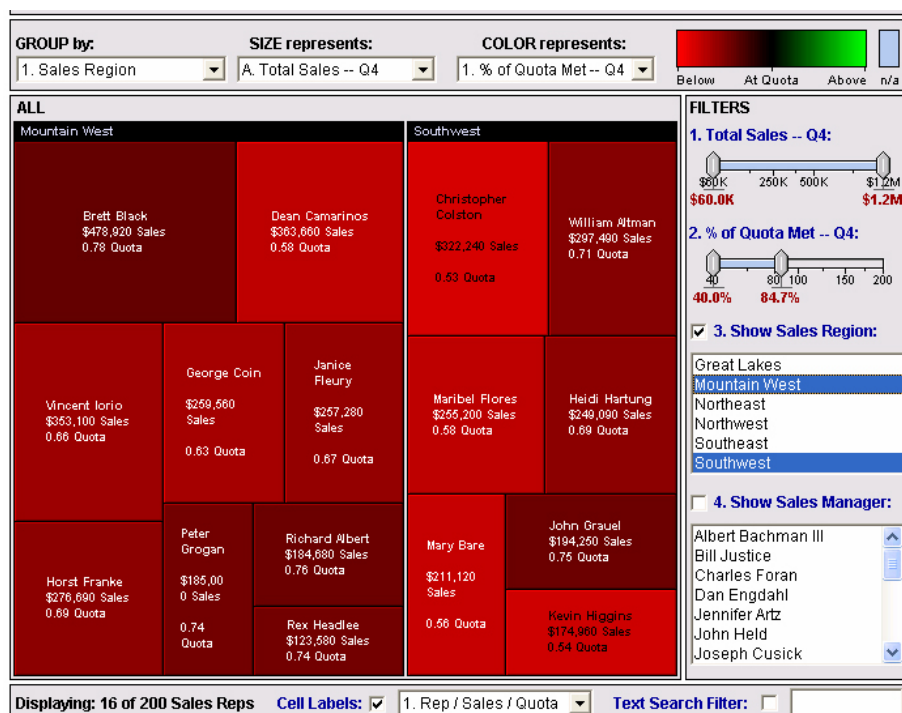 GROUP by: SIZE represents: COLOR represents:
1. Sales Region A. Total Sales -- Q4 1. % of Quota Met -- Q4
Below At Quota Above n/a
ALL
Mountain West
Brett Black
$478,920 Sales
0.78 Quota
Dean Camarinos
$363,660 Sales
0.58 Quota
Vincent Iorio
$353,100 Sales
0.66 Quota
George Coin
$259,560
Sales
0.63 Quota
Janice
Fleury
$257,280
Sales
0.67 Quota
Horst Franke
$276,690 Sales
0.69 Quota
Peter
Grogan
$185,00
0 Sales
0.74
Quota
Richard Albert
$184,680 Sales
0.76 Quota
Rex Headlee
$123,580 Sales
0.74 Quota
Southwest
Christopher
Colston
$322,240 Sales
0.53 Quota
William Altman
$297,490 Sales
0.71 Quota
Maribel Flores
$255,200 Sales
0.58 Quota
Heidi Hartung
$249,090 Sales
0.69 Quota
Mary Bare
$211,120
Sales
0.56 Quota
John Grauel
$194,250 Sales
0.75 Quota
Kevin Higgins
$174,960 Sales
0.54 Quota
FILTERS
1. Total Sales -- Q4:
$60K 250K 500K $1.2M
$60.0K $1.2M
2. % of Quota Met -- Q4:
40 80 100 150 200
40.0% 84.7%
3. Show Sales Region:
Great Lakes
Mountain West
Northeast
Northwest
Southeast
Southwest
4. Show Sales Manager:
Albert Bachman III
Bill Justice
Charles Foran
Dan Engdahl
Jennifer Artz
John Held
Joseph Cusick
Displaying: 16 of 200 Sales Reps Cell Labels: 1. Rep / Sales / Quota Text Search Filter: